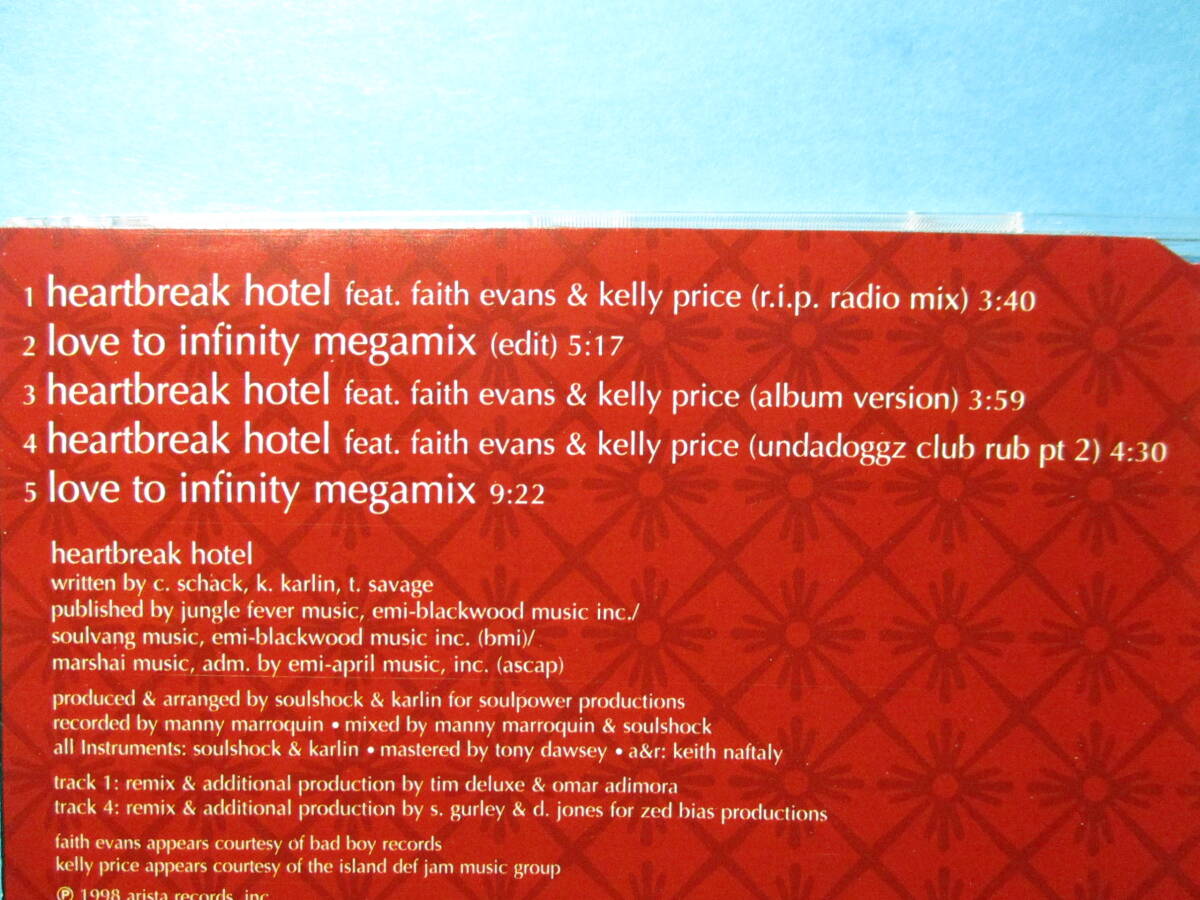 1 heartbreak hotel feat. faith evans & kelly price (r.i.p. radio mix) 3:40
2 love to infinity megamix (edit) 5:17
3 heartbreak hotel feat. faith evans & kelly price (album version) 3:59
4 heartbreak hotel feat. faith evans & kelly price (undadoggz club rub pt 2) 4:30
5 love to infinity megamix 9:22
heartbreak hotel
written by c. schack, k. karlin, t. savage
published by jungle fever music, emi-blackwood music inc./
soulvang music, emi-blackwood music inc. (bmi)/
marshai music, adm. by emi-april music, inc. (ascap)
produced & arranged by soulshock & karlin for soulpower productions
recorded by manny marroquin • mixed by manny marroquin & soulshock
all Instruments: soulshock & karlin • mastered by tony dawsey • a&r: keith naftaly
track 1: remix & additional production by tim deluxe & omar adimora
track 4: remix & additional production by s. gurley & d. jones for zed bias productions
faith evans appears courtesy of bad boy records
kelly price appears courtesy of the island def jam music group
℗ 1998 arista records, inc.